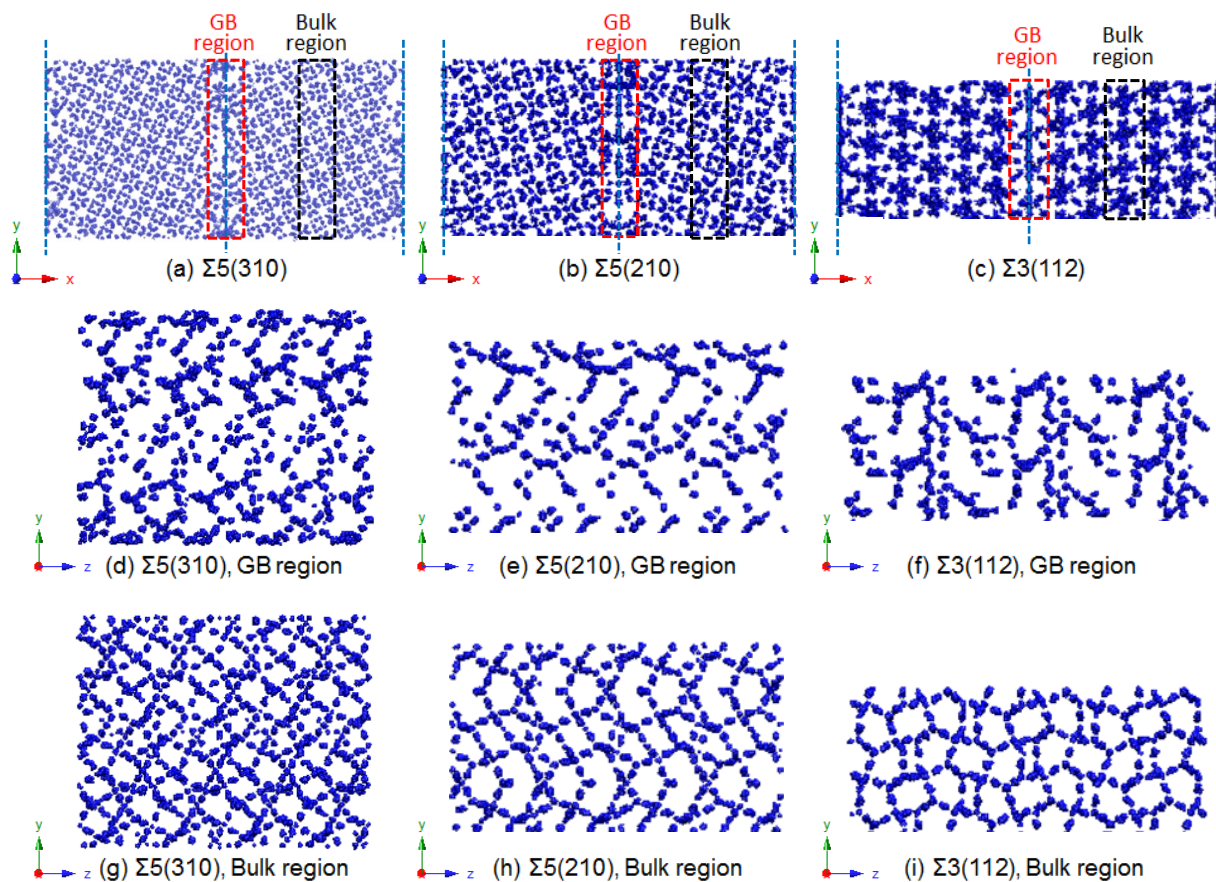 GB
region
Bulk
region
GB
region
Bulk
region
GB
region
Bulk
region
y
x
(a) Σ5(310)
y
x
(b) Σ5(210)
y
x
(c) Σ3(112)
y
z
(d) Σ5(310), GB region
y
z
(e) Σ5(210), GB region
y
z
(f) Σ3(112), GB region
y
z
(g) Σ5(310), Bulk region
y
z
(h) Σ5(210), Bulk region
y
z
(i) Σ3(112), Bulk region